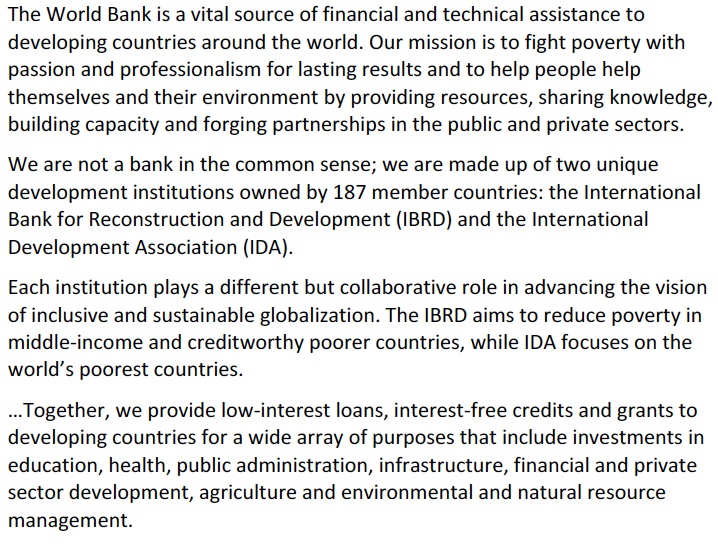 The World Bank is a vital source of financial and technical assistance to
developing countries around the world. Our mission is to fight poverty with
passion and professionalism for lasting results and to help people help
themselves and their environment by providing resources, sharing knowledge,
building capacity and forging partnerships in the public and private sectors.
We are not a bank in the common sense; we are made up of two unique
development institutions owned by 187 member countries: the International
Bank for Reconstruction and Development (IBRD) and the International
Development Association (IDA).
Each institution plays a different but collaborative role in advancing the vision
of inclusive and sustainable globalization. The IBRD aims to reduce poverty in
middle-income and creditworthy poorer countries, while IDA focuses on the
world’s poorest countries.
…Together, we provide low-interest loans, interest-free credits and grants to
developing countries for a wide array of purposes that include investments in
education, health, public administration, infrastructure, financial and private
sector development, agriculture and environmental and natural resource
management.